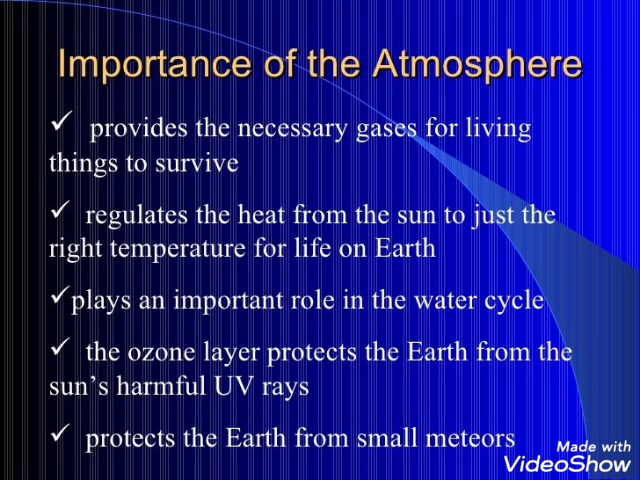 Importance of the Atmosphere
✓ provides the necessary gases for living
things to survive
✓ regulates the heat from the sun to just the
right temperature for life on Earth
✓plays an important role in the water cycle
✓ the ozone layer protects the Earth from the
sun’s harmful UV rays
✓ protects the Earth from small meteors
Made with
VideoShow